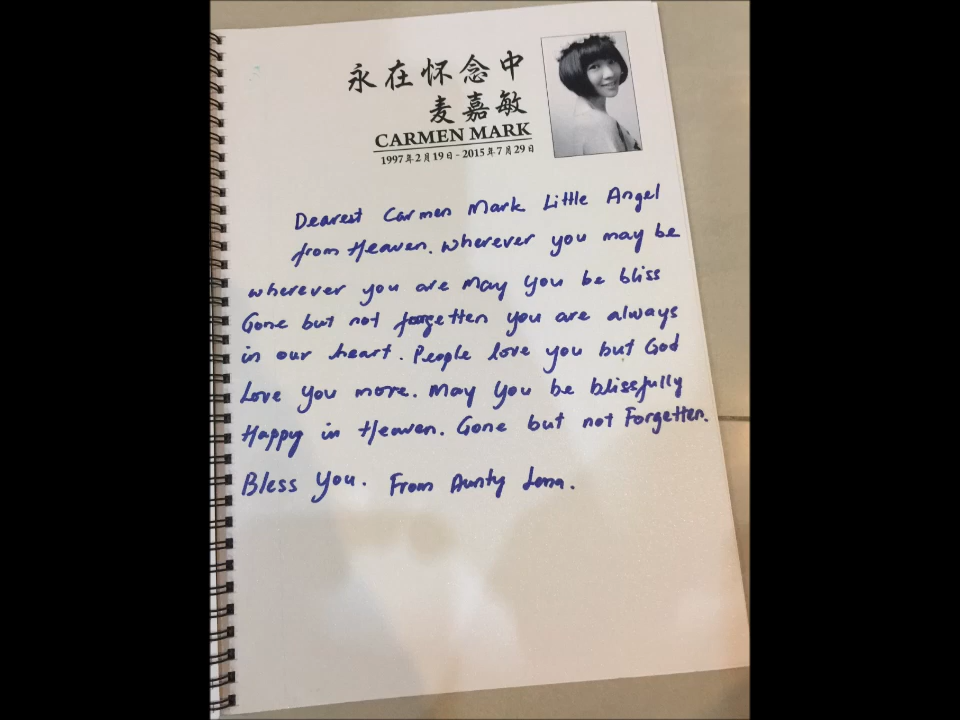 永在怀念中
麦嘉敏
CARMEN MARK
1997年2月19日 - 2015年7月29日
Dearest Carmen Mark Little Angel
from Heaven. Wherever you may be
wherever you are May you be bliss
Gone but not forgetten you are always
in our heart. People love you but God
Love you more. May you be blissfully
Happy in Heaven. Gone but not Forgetten.
Bless You. From Aunty